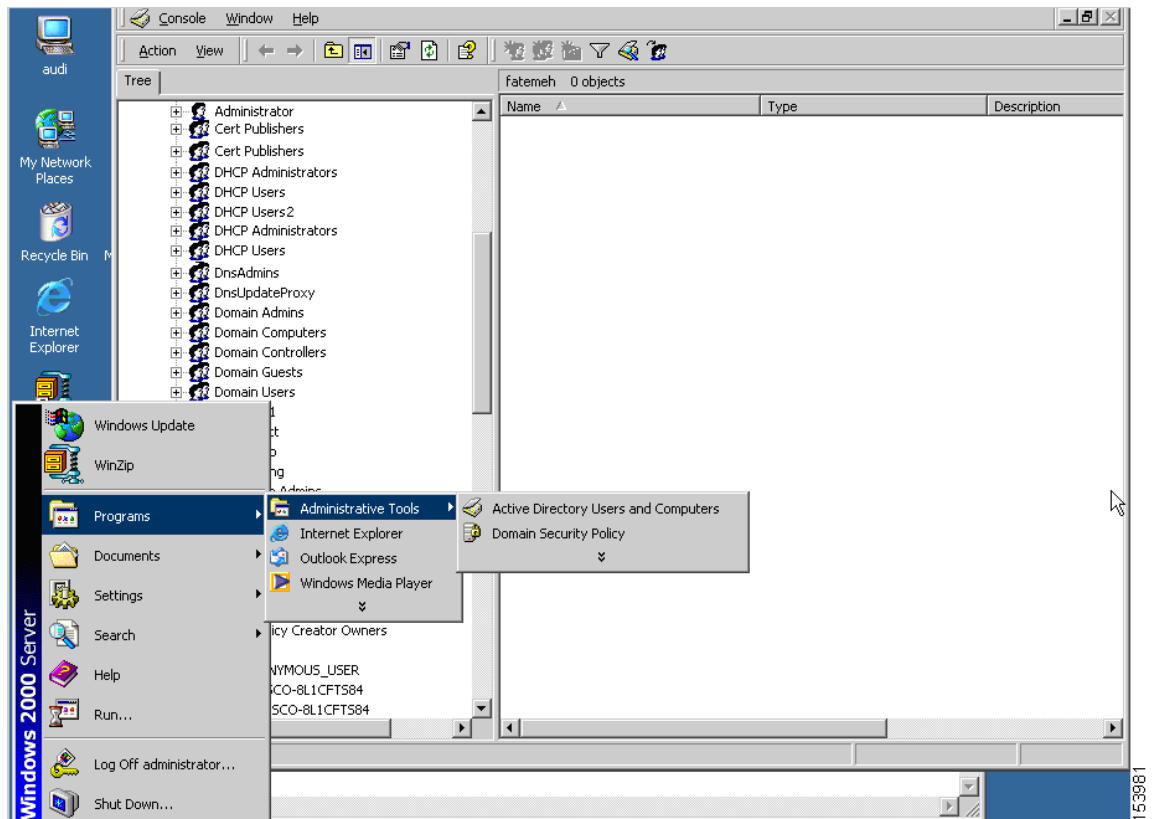 audi
My Network
Places
Recycle Bin
M
Internet
Explorer
Console Window Help
Action View
Tree
fatemeh 0 objects
Name Type Description
Administrator
Cert Publishers
Cert Publishers
DHCP Administrators
DHCP Users
DHCP Users2
DHCP Administrators
DHCP Users
DnsAdmins
DnsUpdateProxy
Domain Admins
Domain Computers
Domain Controllers
Domain Guests
Domain Users
1
ct
ng
Admins
icy Creator Owners
NYMOUS_USER
SCO-8L1CFTS84
SCO-8L1CFTS84
Windows 2000 Server
Windows Update
WinZip
Programs
Documents
Settings
Search
Help
Run...
Log Off administrator...
Shut Down...
Administrative Tools
Internet Explorer
Outlook Express
Windows Media Player
Active Directory Users and Computers
Domain Security Policy
153981